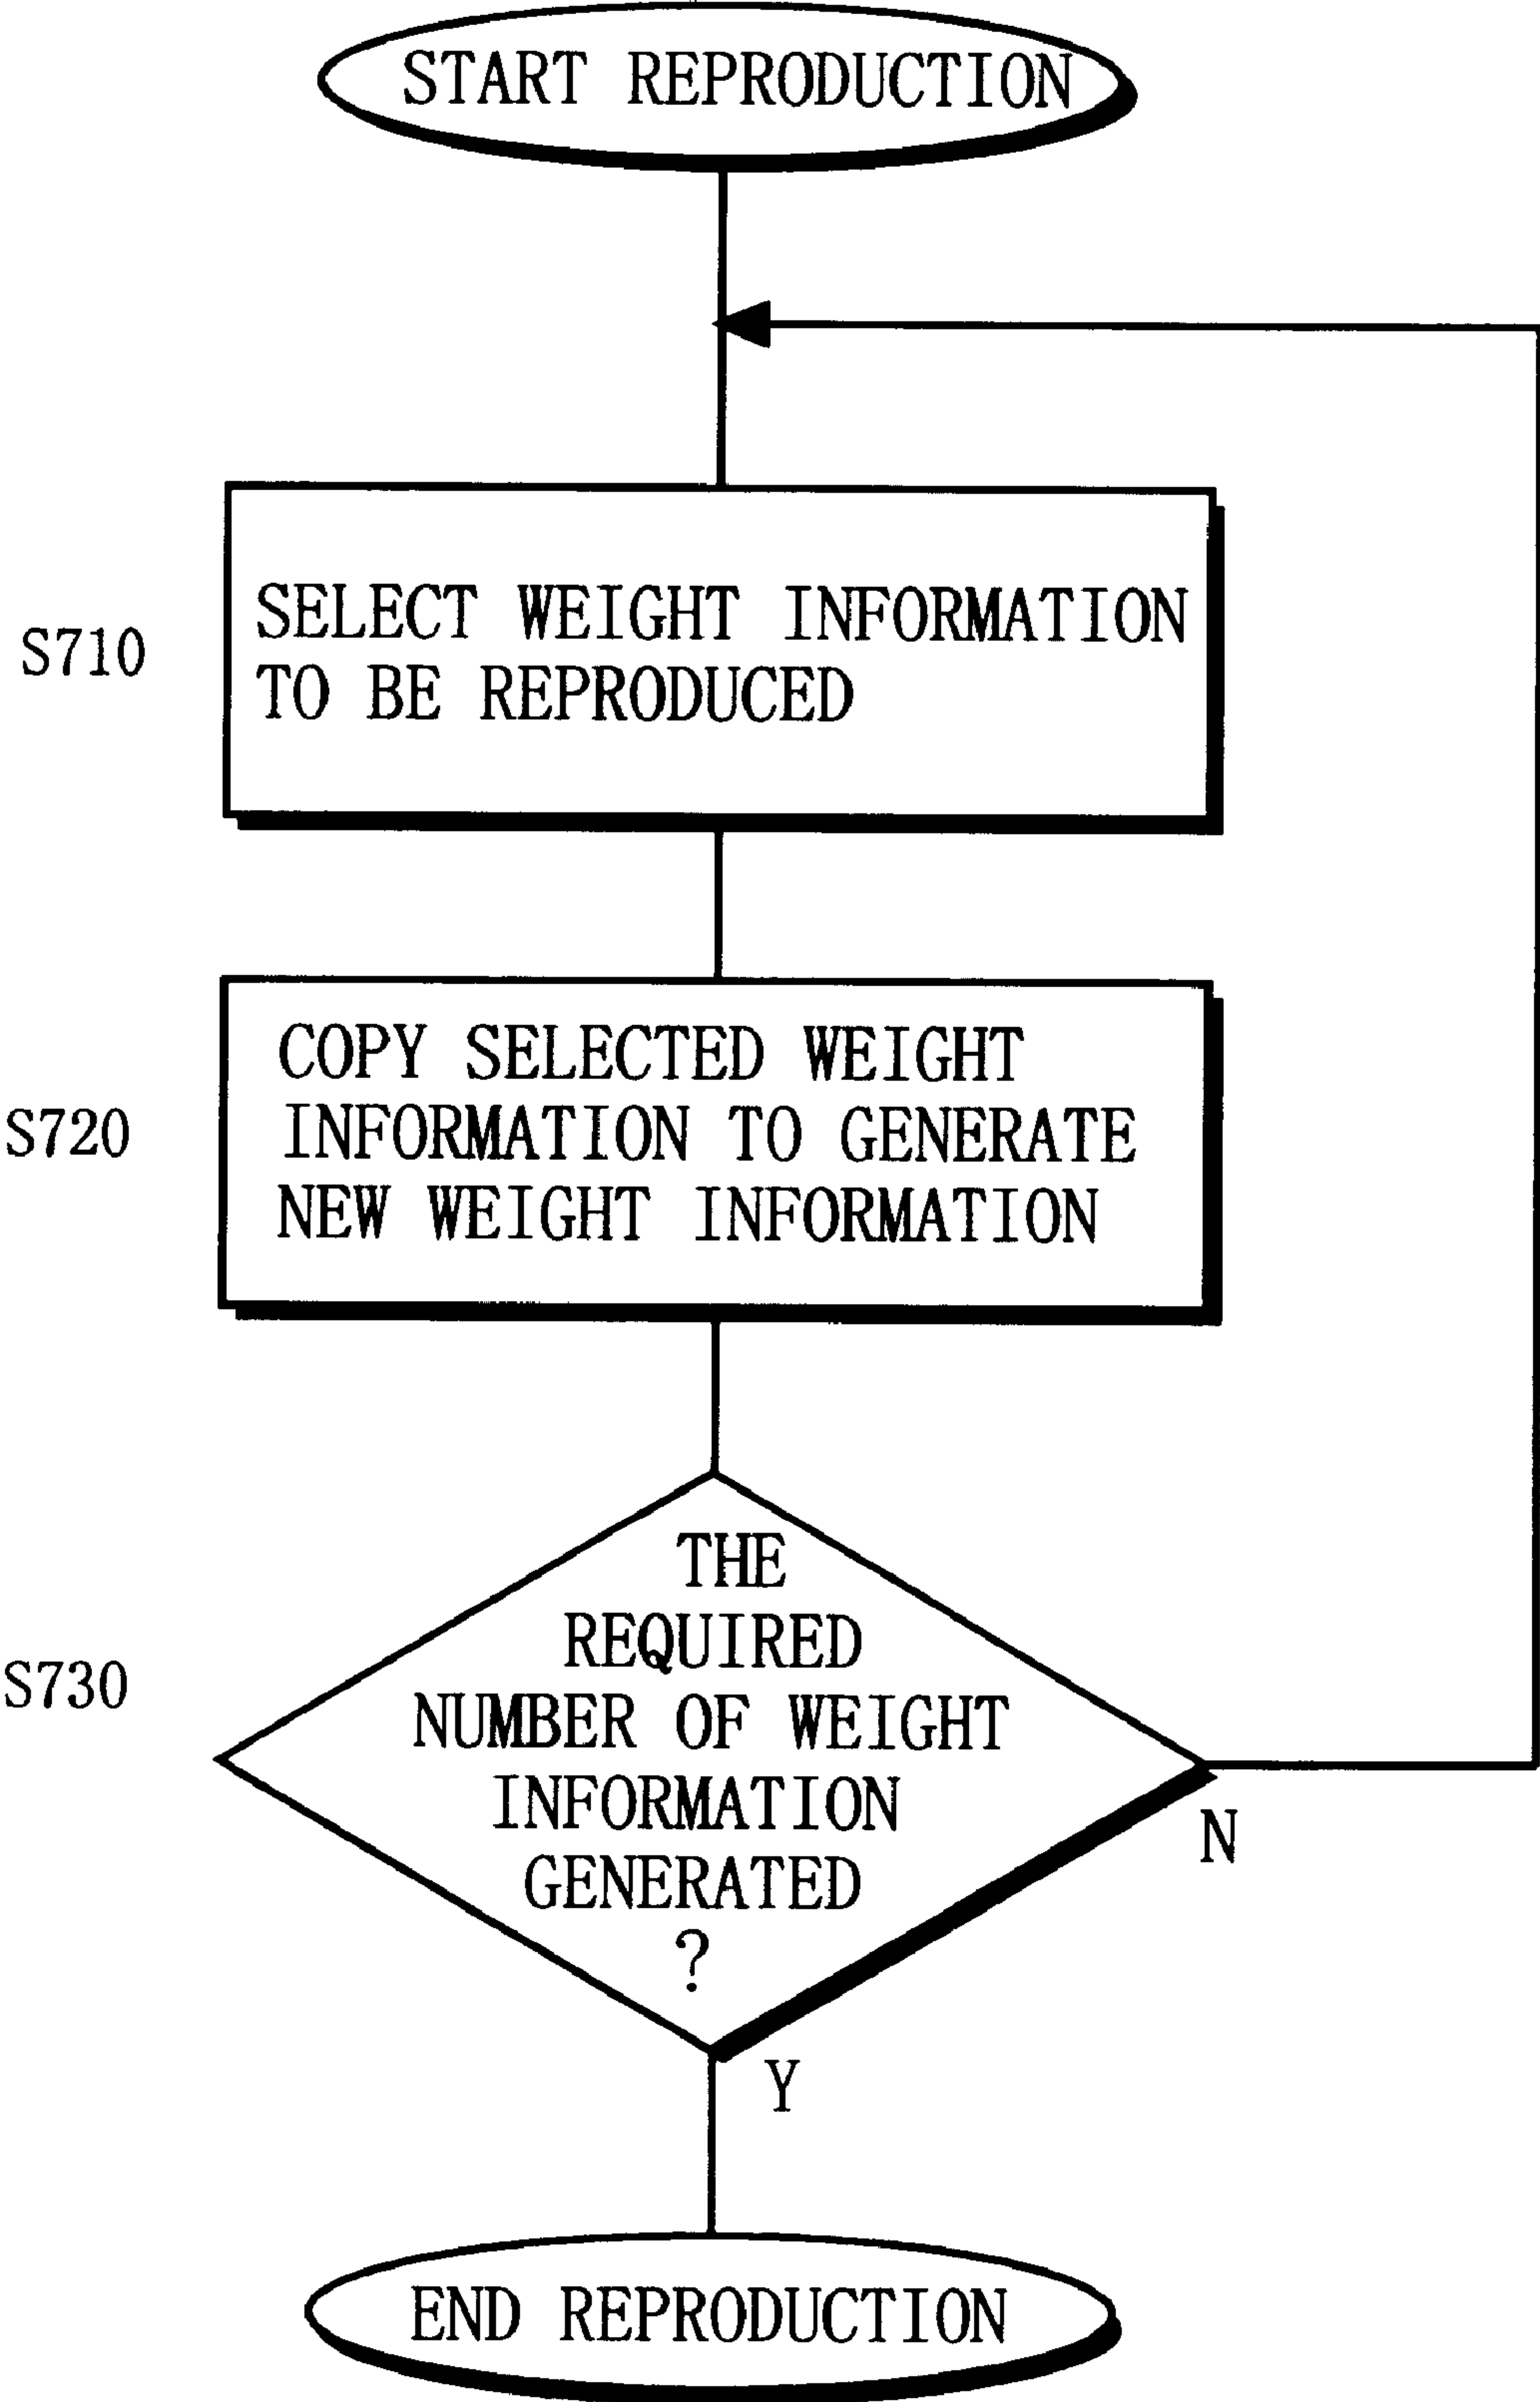 START REPRODUCTION
S710
SELECT WEIGHT INFORMATION
TO BE REPRODUCED
S720
COPY SELECTED WEIGHT
INFORMATION TO GENERATE
NEW WEIGHT INFORMATION
S730
THE
REQUIRED
NUMBER OF WEIGHT
INFORMATION
GENERATED
?
N
Y
END REPRODUCTION